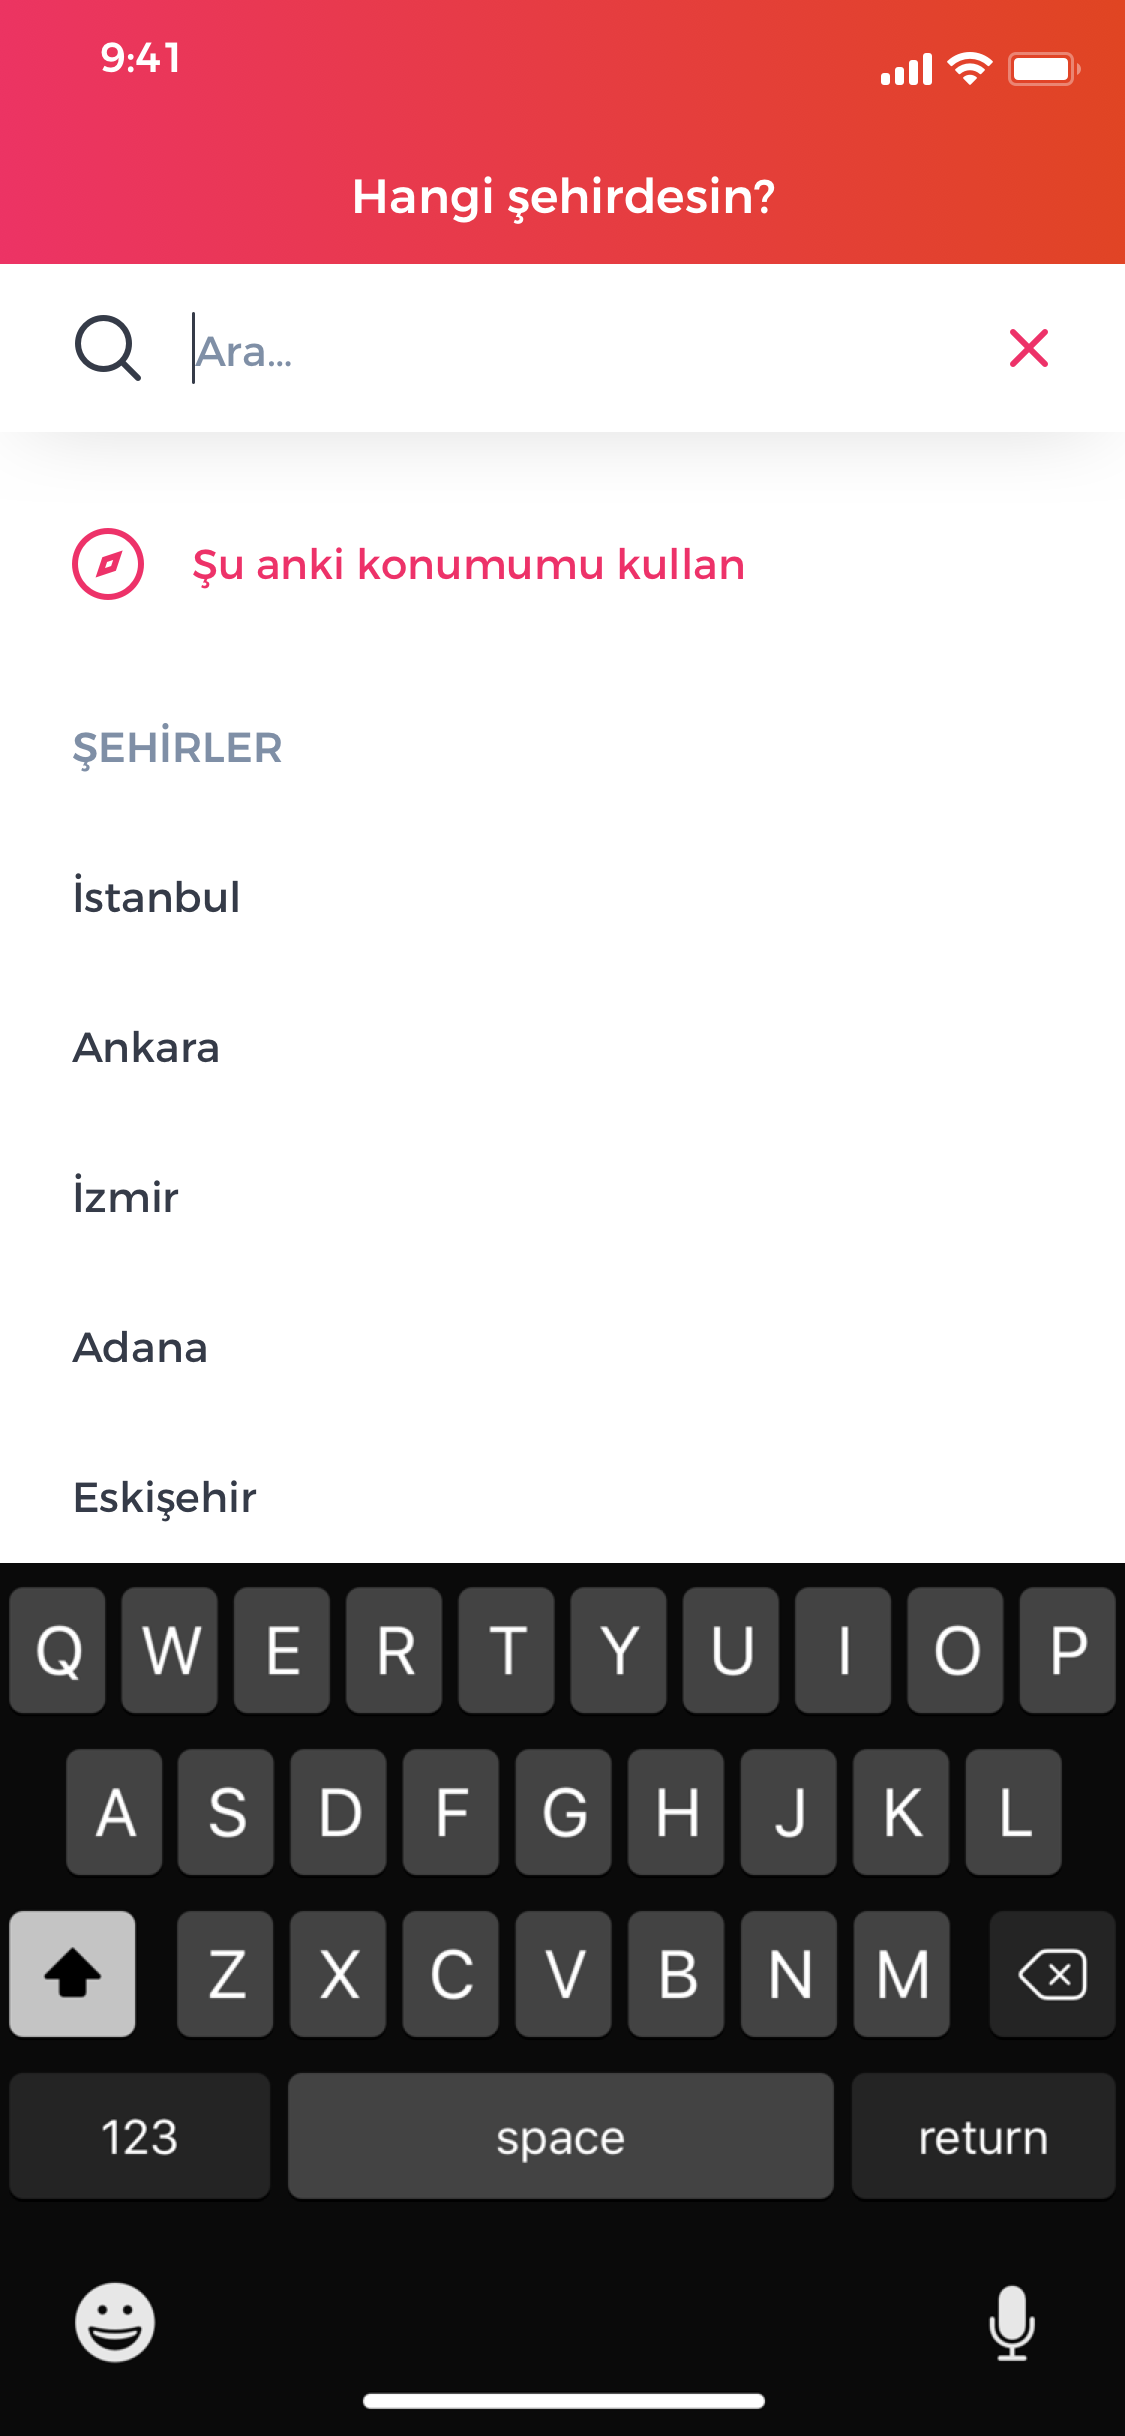 9:41
Hangi şehirdesin?
Ara...
Şu anki konumumu kullan
ŞEHİRLER
İstanbul
Ankara
İzmir
Adana
Eskişehir
Q W E R T Y U I O P
A S D F G H J K L
Z X C V B N M
123 space return